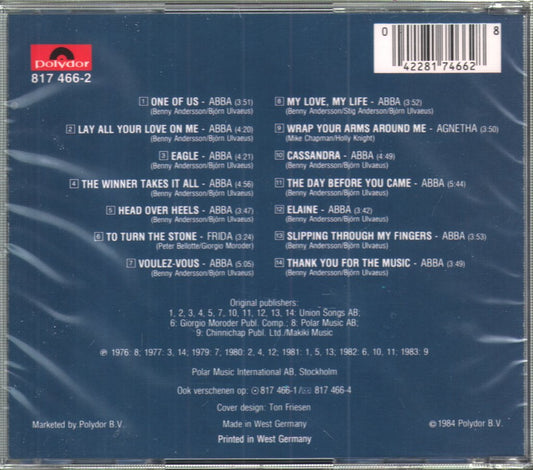 polydor
817 466-2
0
8
42281 74662
1 ONE OF US - ABBA (3:51)
(Benny Andersson/Björn Ulvaeus)
2 LAY ALL YOUR LOVE ON ME - ABBA (4:20)
(Benny Andersson/Björn Ulvaeus)
3 EAGLE - ABBA (4:21)
(Benny Andersson/Björn Ulvaeus)
4 THE WINNER TAKES IT ALL - ABBA (4:56)
(Benny Andersson/Björn Ulvaeus)
5 HEAD OVER HEELS - ABBA (3:47)
(Benny Andersson/Björn Ulvaeus)
6 TO TURN THE STONE - FRIDA (3:24)
(Peter Bellotte/Giorgio Moroder)
7 VOULEZ-VOUS - ABBA (5:05)
(Benny Andersson/Björn Ulvaeus)
8 MY LOVE, MY LIFE - ABBA (3:52)
(Benny Andersson/Stig Anderson/Björn Ulvaeus)
9 WRAP YOUR ARMS AROUND ME - AGNETHA (3:50)
(Mike Chapman/Holly Knight)
10 CASSANDRA - ABBA (4:49)
(Benny Andersson/Björn Ulvaeus)
11 THE DAY BEFORE YOU CAME - ABBA (5:44)
(Benny Andersson/Björn Ulvaeus)
12 ELAINE - ABBA (3:42)
(Benny Andersson/Björn Ulvaeus)
13 SLIPPING THROUGH MY FINGERS - ABBA (3:53)
(Benny Andersson/Björn Ulvaeus)
14 THANK YOU FOR THE MUSIC - ABBA (3:49)
(Benny Andersson/Björn Ulvaeus)
Original publishers:
1, 2, 3, 4, 5, 7, 10, 11, 12, 13, 14: Union Songs AB;
6: Giorgio Moroder Publ. Comp.; 8: Polar Music AB;
9: Chinnichap Publ. Ltd./Makiki Music
℗ 1976: 8; 1977: 3, 14; 1979: 7; 1980: 2, 4, 12; 1981: 1, 5, 13; 1982: 6, 10, 11; 1983: 9
Polar Music International AB, Stockholm
Ook verschenen op: 817 466-1/ 817 466-4
Cover design: Ton Friesen
Marketed by Polydor B.V.
Made in West Germany
© 1984 Polydor B.V.
Printed in West Germany